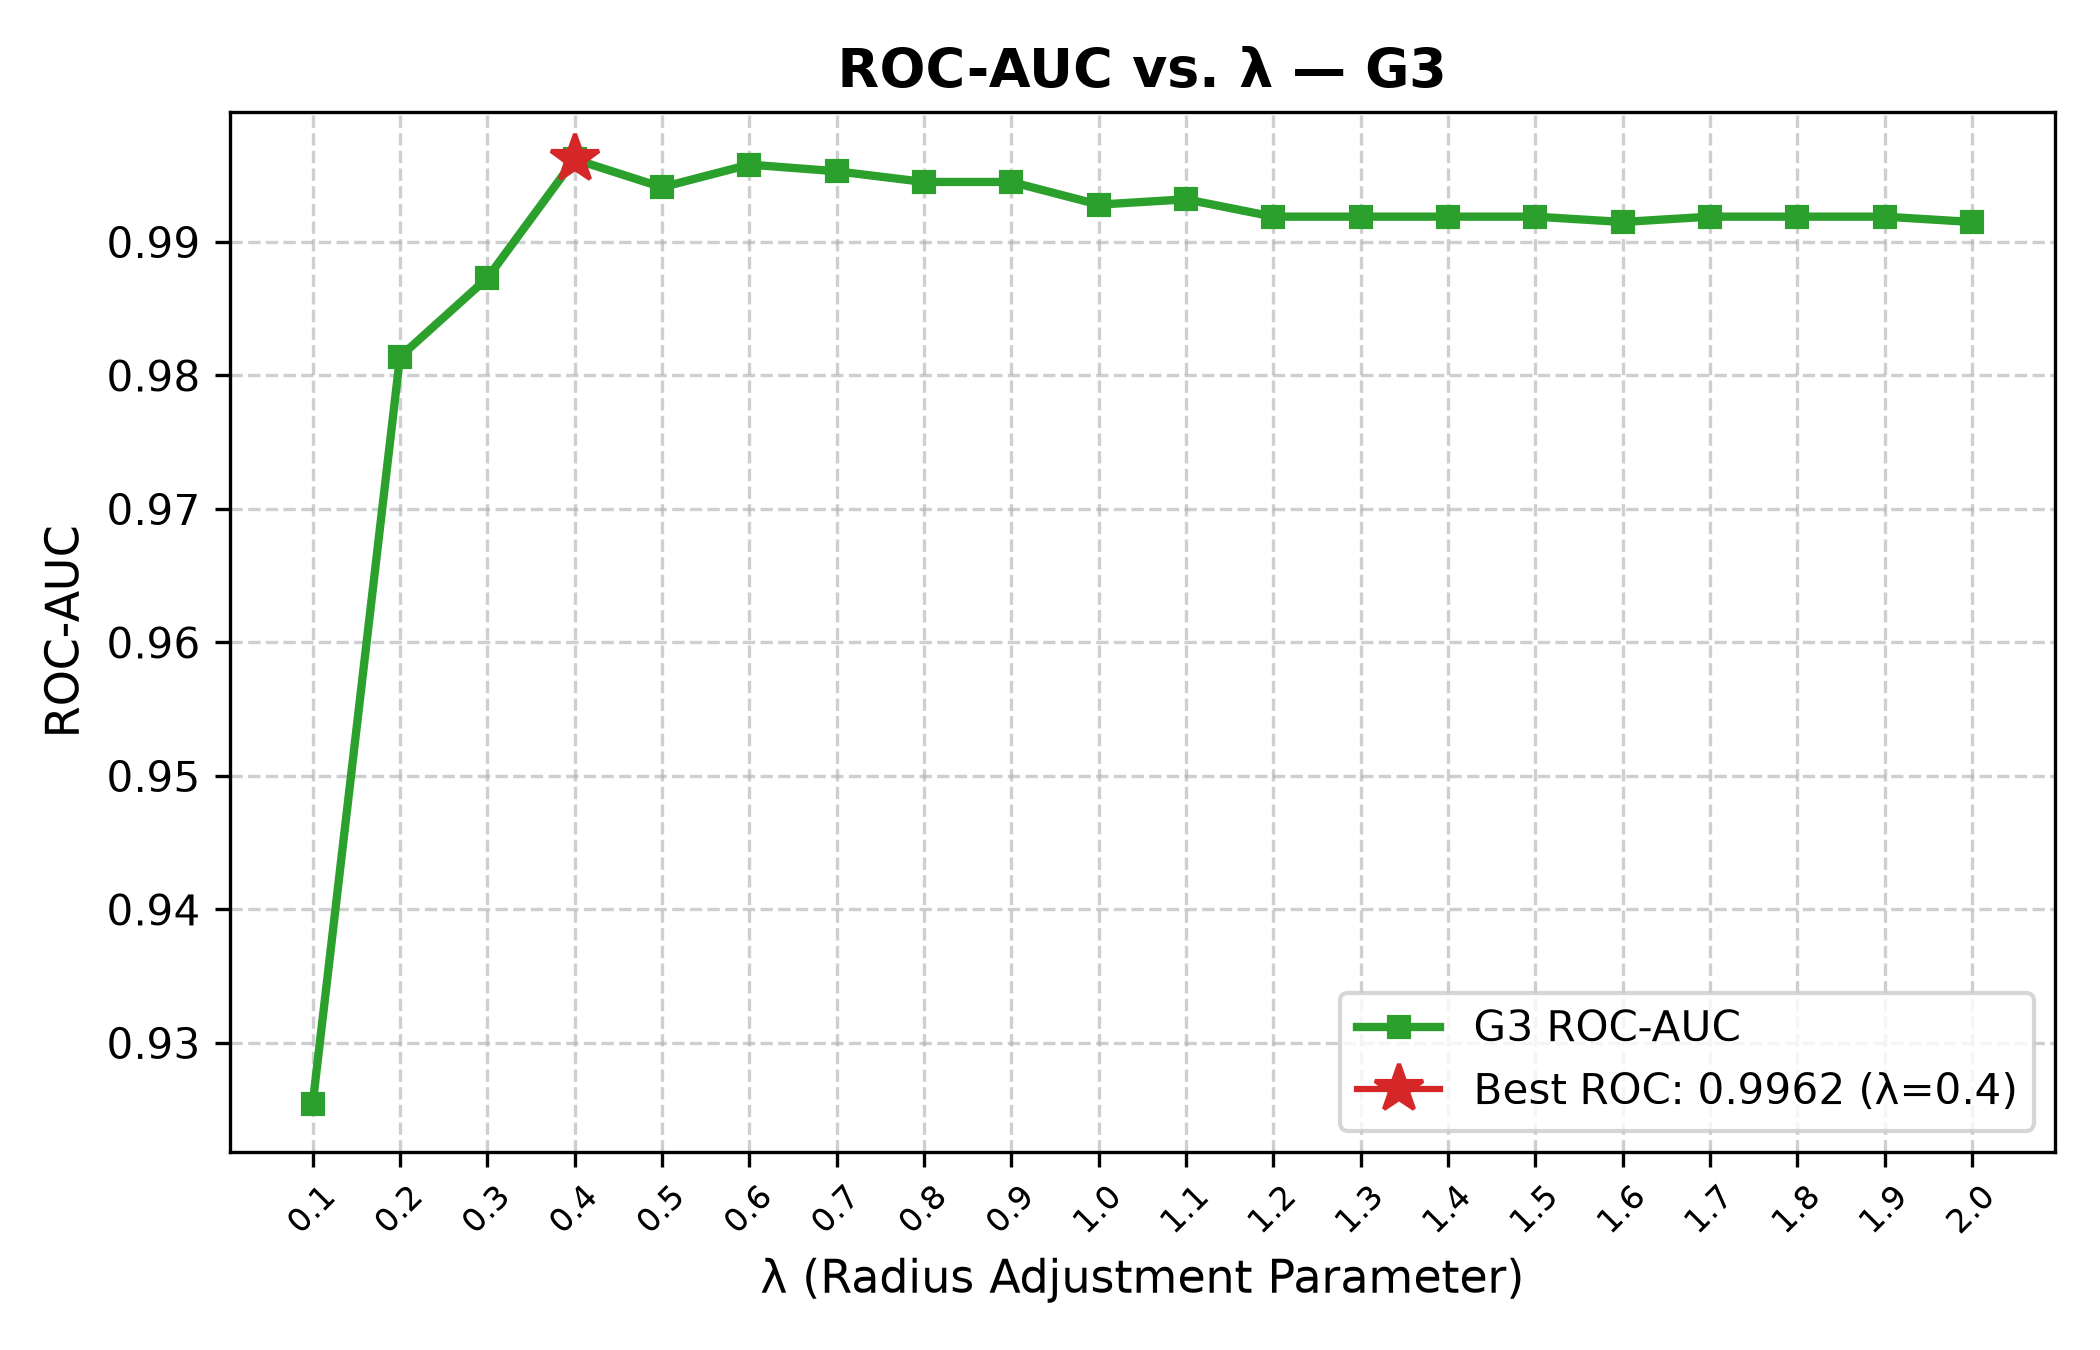 ROC-AUC vs. λ — G3
ROC-AUC
0.99
0.98
0.97
0.96
0.95
0.94
0.93
G3 ROC-AUC
Best ROC: 0.9962 (λ=0.4)
0.1 0.2 0.3 0.4 0.5 0.6 0.7 0.8 0.9 1.0 1.1 1.2 1.3 1.4 1.5 1.6 1.7 1.8 1.9 2.0
λ (Radius Adjustment Parameter)